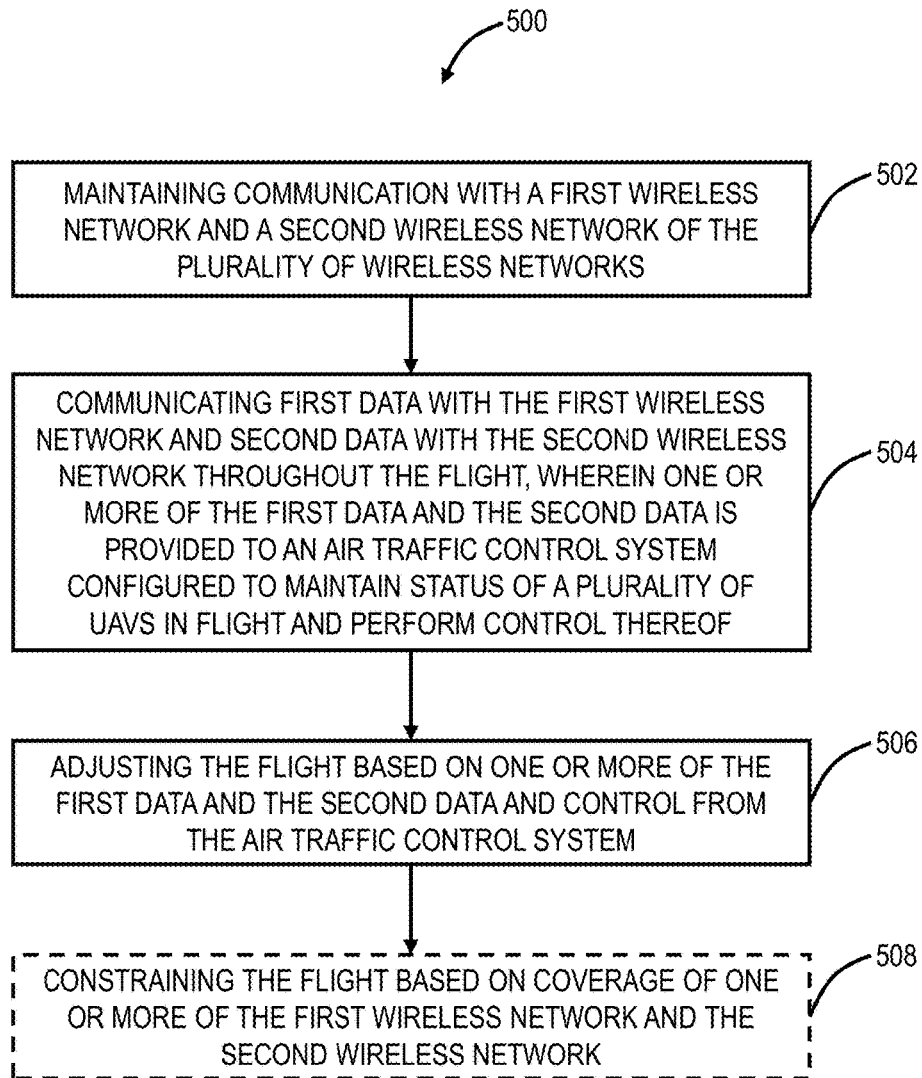 500
MAINTAINING COMMUNICATION WITH A FIRST WIRELESS
NETWORK AND A SECOND WIRELESS NETWORK OF THE
PLURALITY OF WIRELESS NETWORKS
502
COMMUNICATING FIRST DATA WITH THE FIRST WIRELESS
NETWORK AND SECOND DATA WITH THE SECOND WIRELESS
NETWORK THROUGHOUT THE FLIGHT, WHEREIN ONE OR
MORE OF THE FIRST DATA AND THE SECOND DATA IS
PROVIDED TO AN AIR TRAFFIC CONTROL SYSTEM
CONFIGURED TO MAINTAIN STATUS OF A PLURALITY OF
UAVS IN FLIGHT AND PERFORM CONTROL THEREOF
504
ADJUSTING THE FLIGHT BASED ON ONE OR MORE OF THE
FIRST DATA AND THE SECOND DATA AND CONTROL FROM
THE AIR TRAFFIC CONTROL SYSTEM
506
CONSTRAINING THE FLIGHT BASED ON COVERAGE OF ONE
OR MORE OF THE FIRST WIRELESS NETWORK AND THE
SECOND WIRELESS NETWORK
508